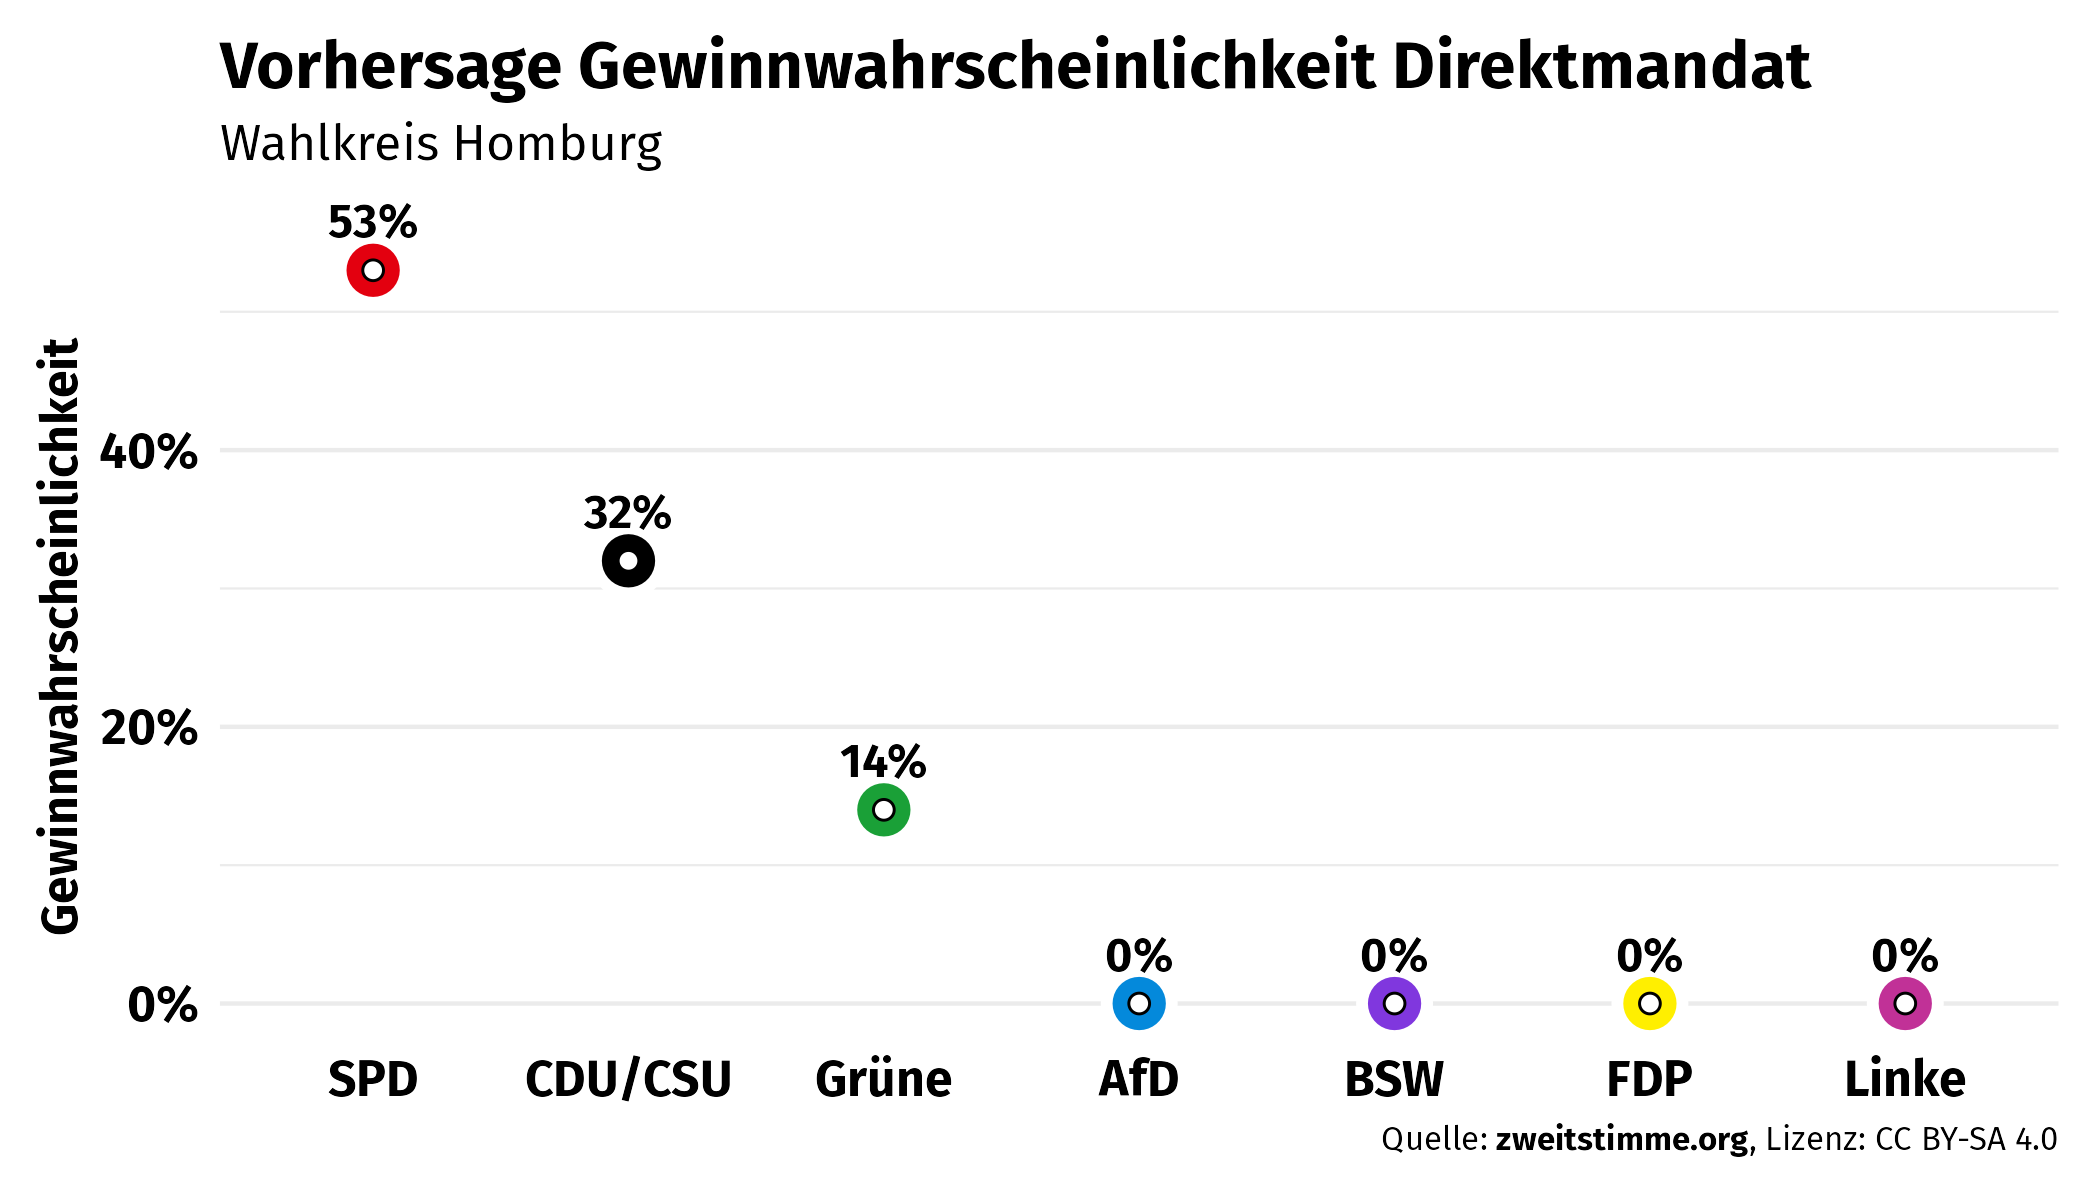 Vorhersage Gewinnwahrscheinlichkeit Direktmandat
Wahlkreis Homburg
Gewinnwahrscheinlichkeit
40%
20%
0%
53%
32%
14%
0%
0%
0%
0%
SPD
CDU/CSU
Grüne
AfD
BSW
FDP
Linke
Quelle: zweitstimme.org, Lizenz: CC BY-SA 4.0